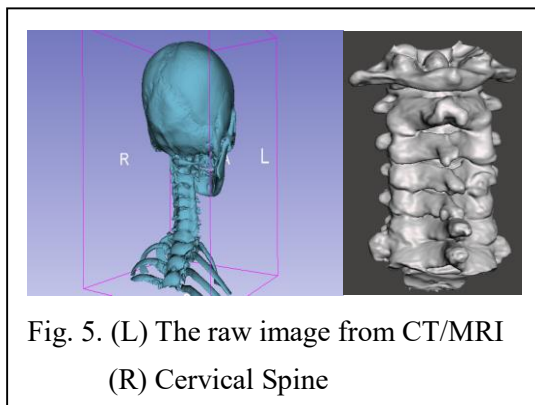 R A L
Fig. 5. (L) The raw image from CT/MRI
(R) Cervical Spine